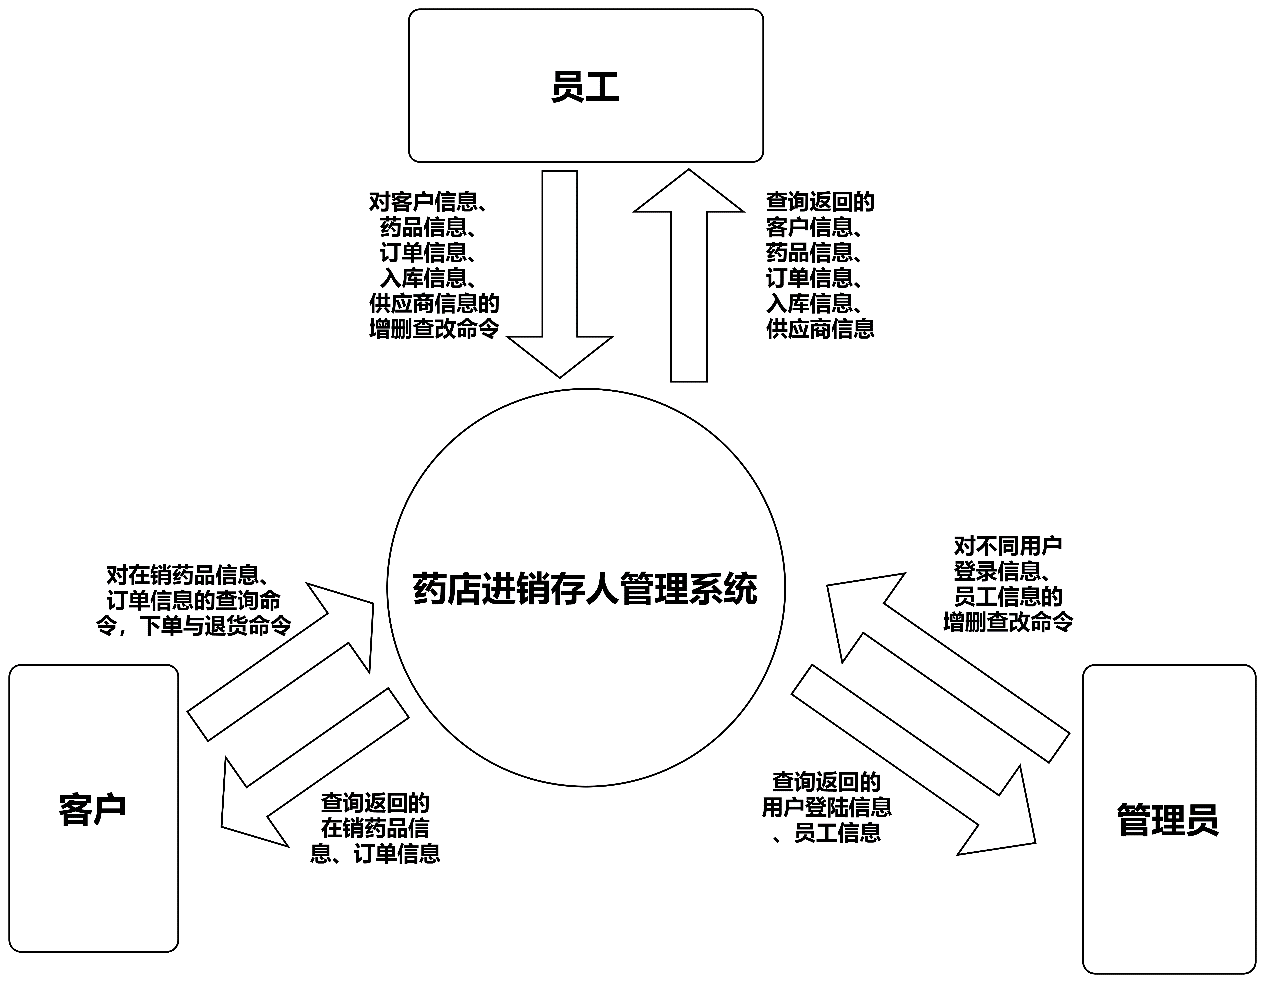 员工
对客户信息、
药品信息、
订单信息、
入库信息、
供应商信息的
增删查改命令
查询返回的
客户信息、
药品信息、
订单信息、
入库信息、
供应商信息
药店进销存人管理系统
对在销药品信息、
订单信息的查询命
令，下单与退货命令
对不同用户
登录信息、
员工信息的
增删查改命令
客户
查询返回的
在销药品信
息、订单信息
查询返回的
用户登陆信息
、员工信息
管理员